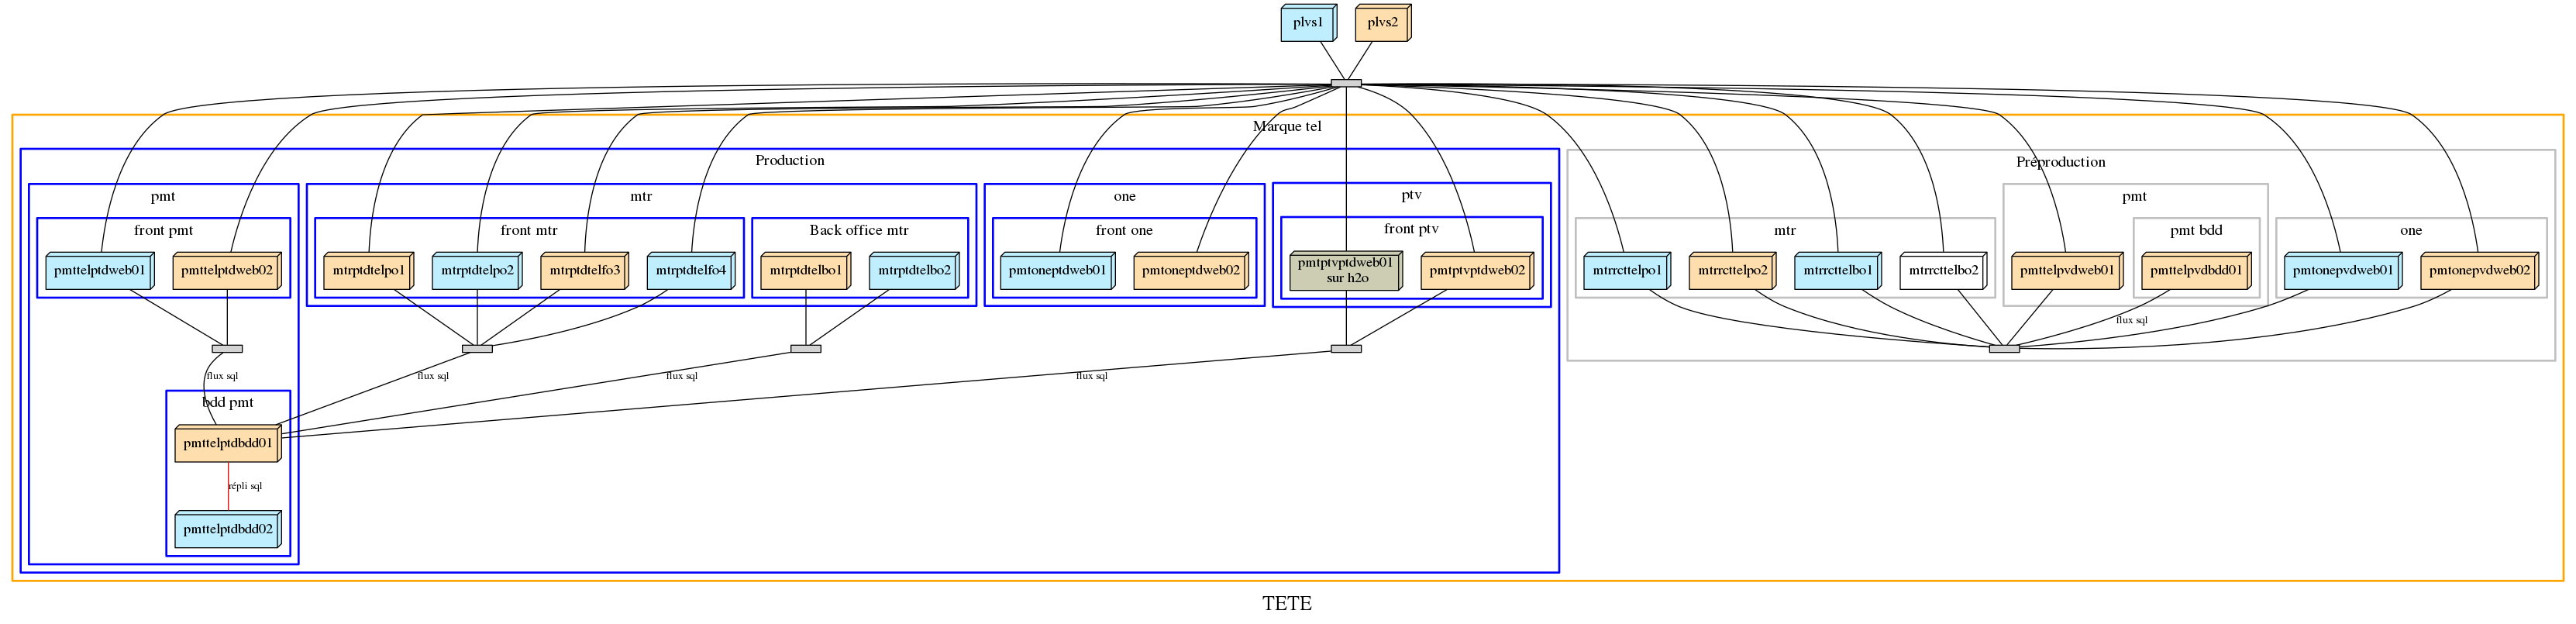 plvs1
plvs2
Marque tel
Production
Préproduction
pmt
mtr
one
ptv
pmt
front pmt
front mtr
Back office mtr
front one
front ptv
mtr
pmt bdd
one
pmttelptdweb01
pmttelptdweb02
mtrptdtelpo1
mtrptdtelpo2
mtrptdtelfo3
mtrptdtelfo4
mtrptdtelbo1
mtrptdtelbo2
pmtoneptdweb01
pmtoneptdweb02
pmtptvptdweb01
sur h2o
pmtptvptdweb02
mtrrcttelpo1
mtrrcttelpo2
mtrrcttelbo1
mtrrcttelbo2
pmttelpvdweb01
pmttelpvdbdd01
pmtonepvdweb01
pmtonepvdweb02
flux sql
flux sql
flux sql
flux sql
flux sql
bdd pmt
pmttelptdbdd01
répli sql
pmttelptdbdd02
TETE